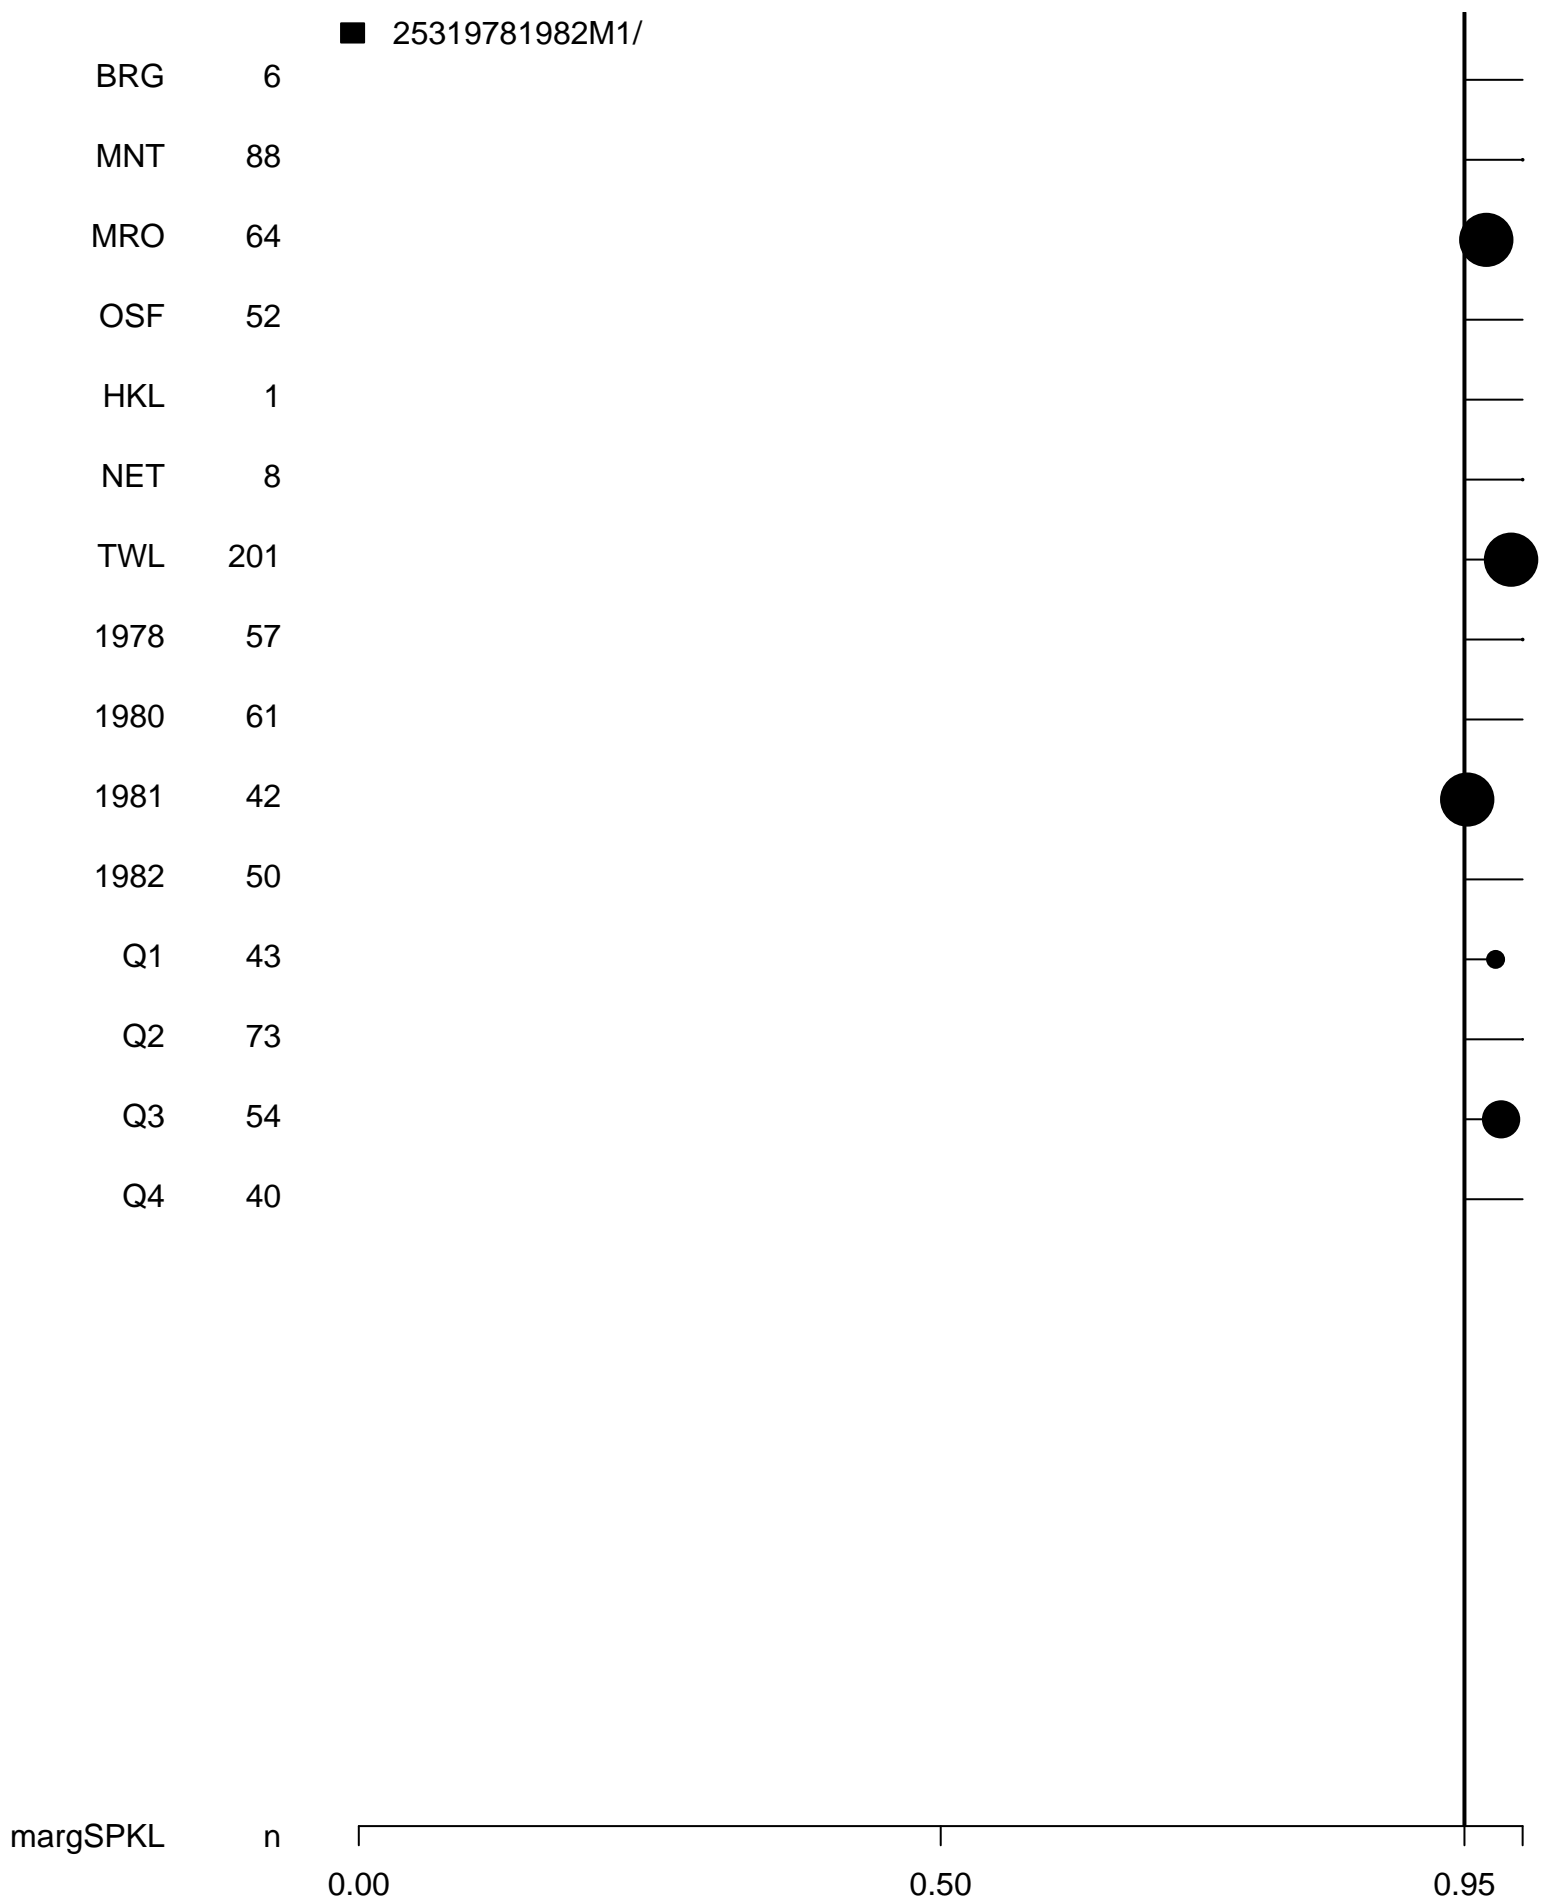 25319781982M1/
BRG 6
MNT 88
MRO 64
OSF 52
HKL 1
NET 8
TWL 201
1978 57
1980 61
1981 42
1982 50
Q1 43
Q2 73
Q3 54
Q4 40
margSPKL n
0.00 0.50 0.95